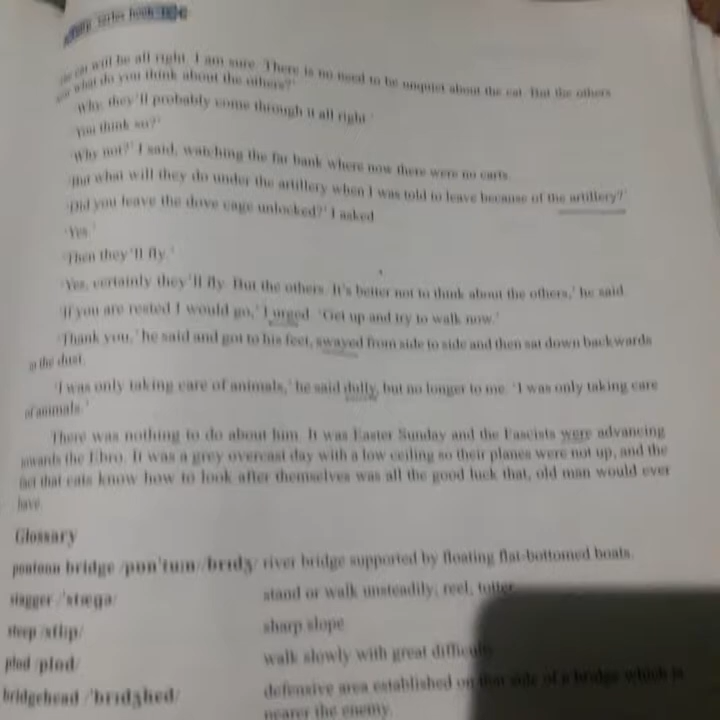 cat will be all right, I am sure. There is no need to be unquiet about the cat. But the others
what do you think about the others?'
'Why, they'll probably come through it all right.'
'You think so?'
'Why not?' I said, watching the far bank where now there were no carts.
'But what will they do under the artillery when I was told to leave because of the artillery?'
'Did you leave the dove cage unlocked?' I asked
'Yes.'
'Then they'll fly.'
'Yes, certainly they'll fly. But the others. It's better not to think about the others,' he said.
'If you are rested I would go,' I urged. 'Get up and try to walk now.'
'Thank you,' he said and got to his feet, swayed from side to side and then sat down backwards
in the dust.
'I was only taking care of animals,' he said dully, but no longer to me. 'I was only taking care
of animals.'
There was nothing to do about him. It was Easter Sunday and the Fascists were advancing
towards the Ebro. It was a grey overcast day with a low ceiling so their planes were not up, and the
fact that cats know how to look after themselves was all the good luck that, old man would ever
have.
Glossary
pontoon bridge /pɒn'tuːn/ /brɪdʒ/ river bridge supported by floating flat-bottomed boats.
stagger /'stægə/ stand or walk unsteadily, reel, totter
steep /stiːp/ sharp slope
plod /plɒd/ walk slowly with great difficulty
bridgehead /'brɪdʒhed/ defensive area established on that side of a bridge which is
nearer the enemy.